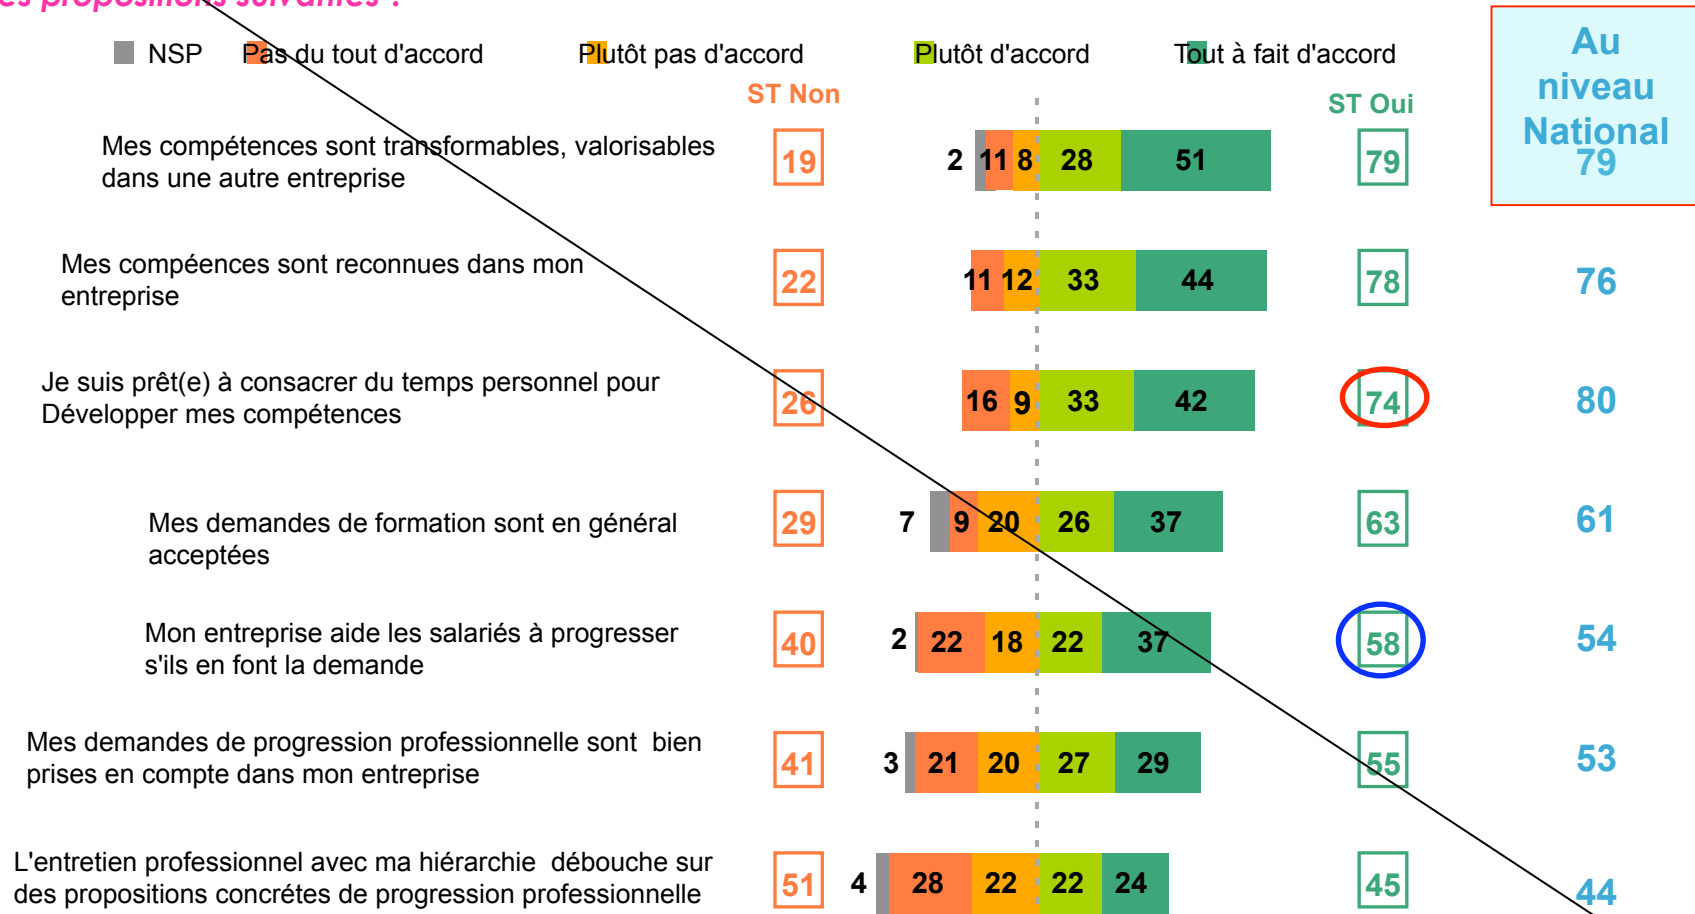 es propositions suivantes :
NSP Pas du tout d'accord Plutôt pas d'accord Plutôt d'accord Tout à fait d'accord
Au
niveau
National
ST Non
ST Oui
Mes compétences sont transformables, valorisables
dans une autre entreprise
19 2 11 8 28 51 79 79
Mes compéences sont reconnues dans mon
entreprise
22 11 12 33 44 78 76
Je suis prêt(e) à consacrer du temps personnel pour
Développer mes compétences
26 16 9 33 42 74 80
Mes demandes de formation sont en général
acceptées
29 7 9 20 26 37 63 61
Mon entreprise aide les salariés à progresser
s'ils en font la demande
40 2 22 18 22 37 58 54
Mes demandes de progression professionnelle sont bien
prises en compte dans mon entreprise
41 3 21 20 27 29 55 53
L'entretien professionnel avec ma hiérarchie débouche sur
des propositions concrétes de progression professionnelle
51 4 28 22 22 24 45 44